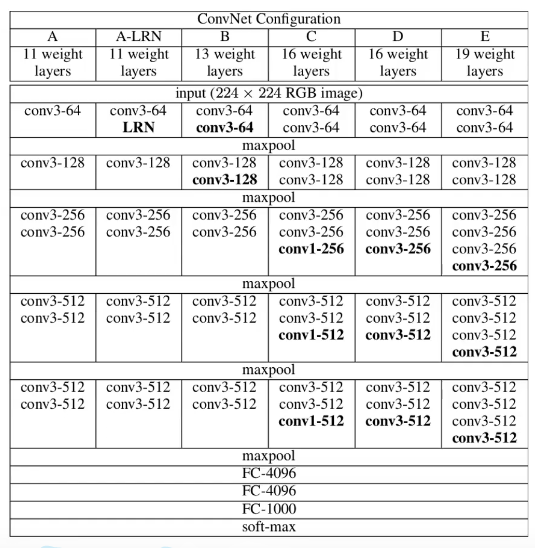 ConvNet Configuration
A A-LRN B C D E
11 weight 11 weight 13 weight 16 weight 16 weight 19 weight
layers layers layers layers layers layers
input (224 × 224 RGB image)
conv3-64 conv3-64 conv3-64 conv3-64 conv3-64 conv3-64
LRN conv3-64 conv3-64 conv3-64 conv3-64
maxpool
conv3-128 conv3-128 conv3-128 conv3-128 conv3-128 conv3-128
conv3-128 conv3-128 conv3-128 conv3-128
maxpool
conv3-256 conv3-256 conv3-256 conv3-256 conv3-256 conv3-256
conv3-256 conv3-256 conv3-256 conv3-256 conv3-256 conv3-256
conv1-256 conv3-256 conv3-256
conv3-256
maxpool
conv3-512 conv3-512 conv3-512 conv3-512 conv3-512 conv3-512
conv3-512 conv3-512 conv3-512 conv3-512 conv3-512 conv3-512
conv1-512 conv3-512 conv3-512
conv3-512
maxpool
conv3-512 conv3-512 conv3-512 conv3-512 conv3-512 conv3-512
conv3-512 conv3-512 conv3-512 conv3-512 conv3-512 conv3-512
conv1-512 conv3-512 conv3-512
conv3-512
maxpool
FC-4096
FC-4096
FC-1000
soft-max